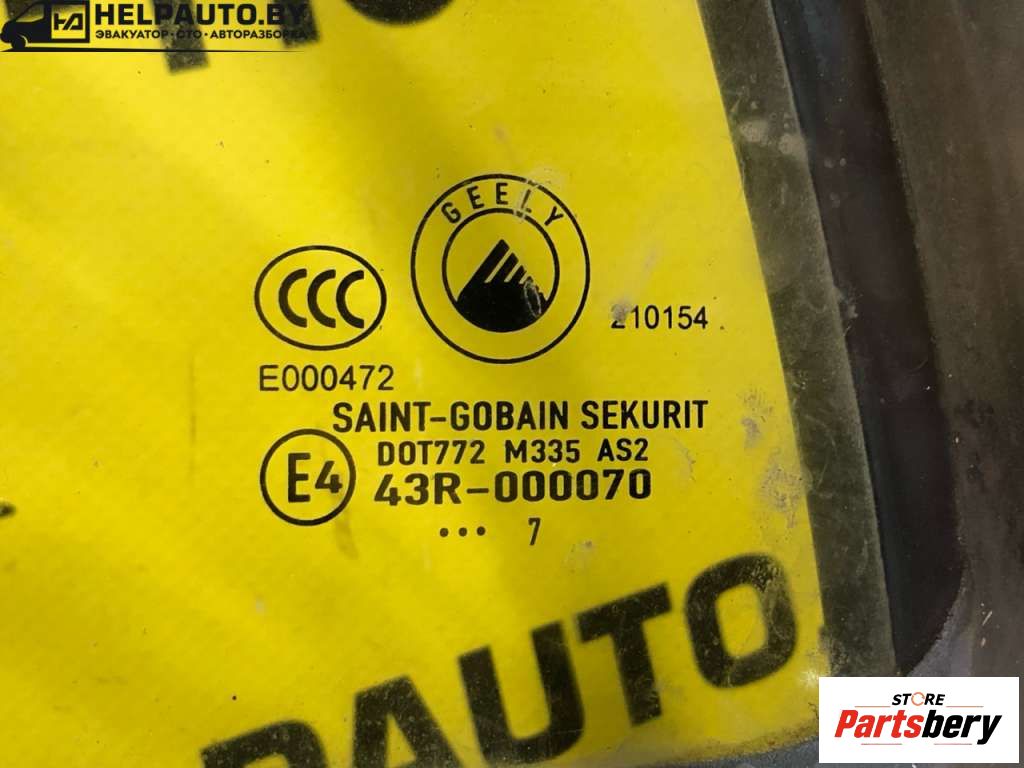 HELPAUTO.BY
ЭВАКУАТОР·СТО·АВТОРАЗБОРКА
GEELY
CCC
210154
E000472
SAINT-GOBAIN SEKURIT
DOT772 M335 AS2
E4
43R-000070
... 7
PAUTO.
STORE
Partsbery